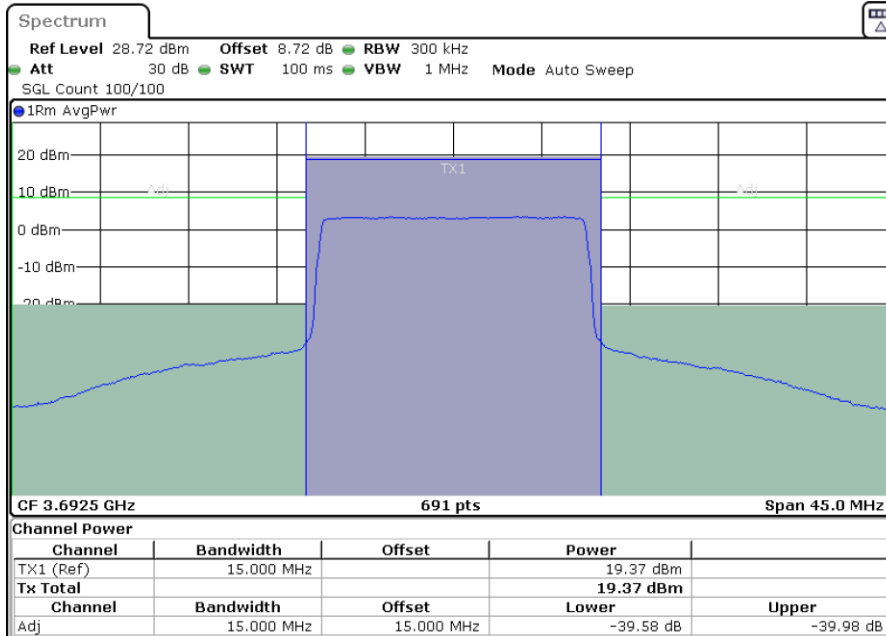 Spectrum
Ref Level 28.72 dBm Offset 8.72 dB RBW 300 kHz
Att 30 dB SWT 100 ms VBW 1 MHz Mode Auto Sweep
SGL Count 100/100
1Rm AvgPwr
20 dBm
TX1
10 dBm
Adj
Adj
0 dBm
-10 dBm
-20 dBm
CF 3.6925 GHz 691 pts Span 45.0 MHz
Channel Power
Channel Bandwidth Offset Power
TX1 (Ref) 15.000 MHz 19.37 dBm
Tx Total 19.37 dBm
Channel Bandwidth Offset Lower Upper
Adj 15.000 MHz 15.000 MHz -39.58 dB -39.98 dB